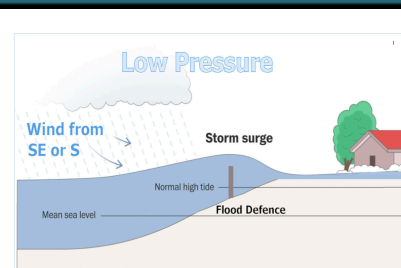 Low Pressure
Wind from
SE or S
Storm surge
Normal high tide
Mean sea level
Flood Defence